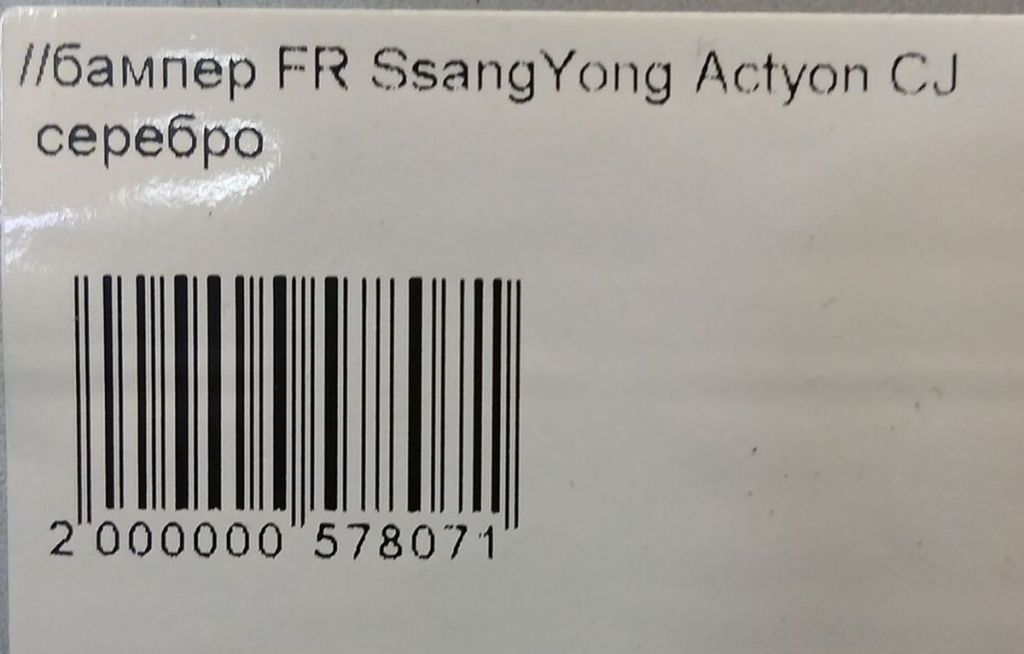 //бампер FR SsangYong Actyon CJ
серебро
2 000000 578071